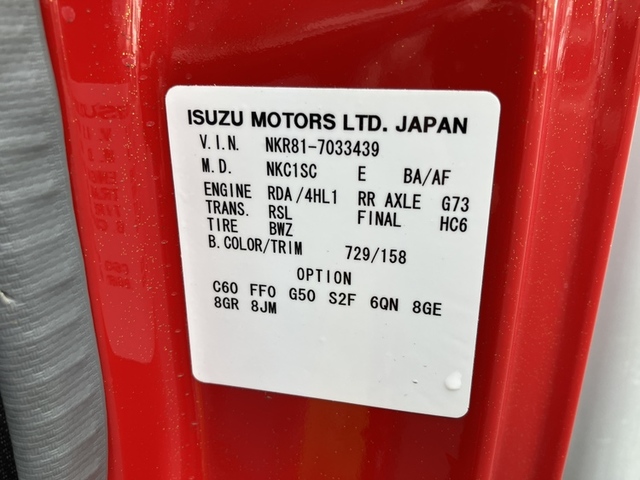 ISUZU MOTORS LTD. JAPAN
V.I.N. NKR81-7033439
M.D. NKC1SC E BA/AF
ENGINE RDA/4HL1 RR AXLE G73
TRANS. RSL FINAL HC6
TIRE BWZ
B.COLOR/TRIM 729/158
OPTION
C60 FF0 G50 S2F 6QN 8GE
8GR 8JM